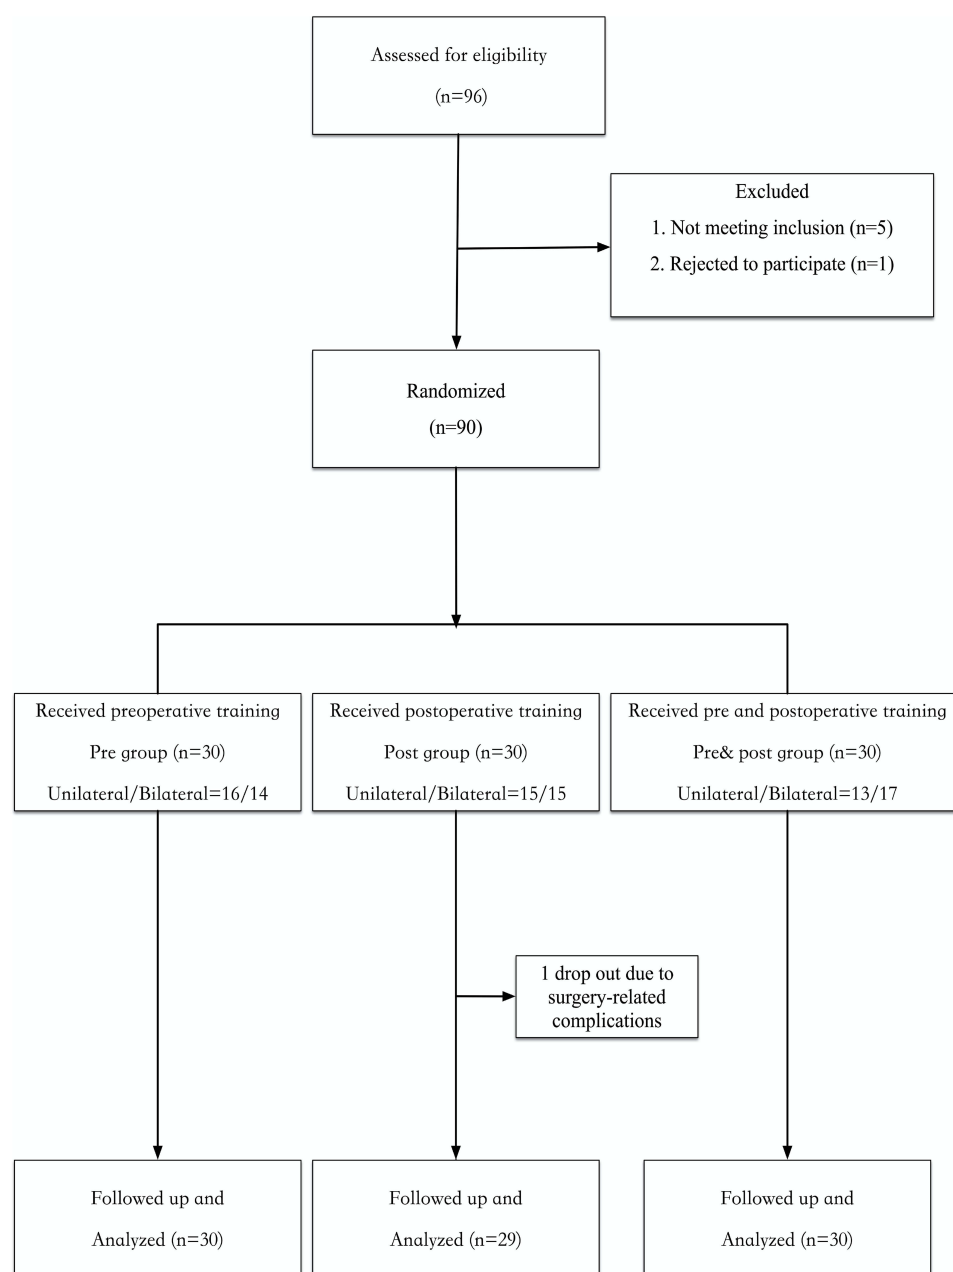 Assessed for eligibility
(n=96)
Excluded
1. Not meeting inclusion (n=5)
2. Rejected to participate (n=1)
Randomized
(n=90)
Received preoperative training
Pre group (n=30)
Unilateral/Bilateral=16/14
Received postoperative training
Post group (n=30)
Unilateral/Bilateral=15/15
Received pre and postoperative training
Pre& post group (n=30)
Unilateral/Bilateral=13/17
1 drop out due to
surgery-related
complications
Followed up and
Analyzed (n=30)
Followed up and
Analyzed (n=29)
Followed up and
Analyzed (n=30)